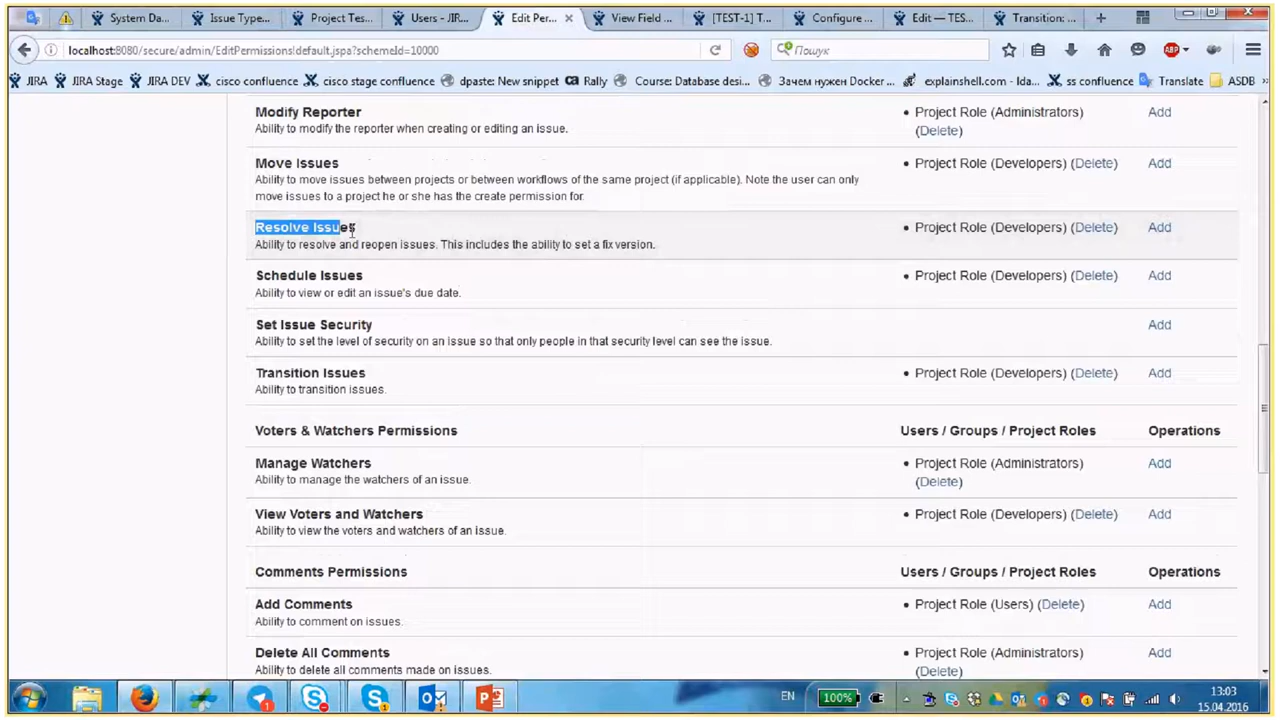 System Da...
Issue Type...
Project Tes...
Users - JIR...
Edit Per...
View Field ...
[TEST-1] T...
Configure ...
Edit — TES...
Transition: ...
localhost:8080/secure/admin/EditPermissions!default.jspa?schemeId=10000
Пошук
ABP
JIRA
JIRA Stage
JIRA DEV
cisco confluence
cisco stage confluence
dpaste: New snippet
ca Rally
Course: Database desi...
Зачем нужен Docker ...
explainshell.com - Ida...
ss confluence
Translate
ASDB
Modify Reporter
Ability to modify the reporter when creating or editing an issue.
• Project Role (Administrators)
(Delete)
Add
Move Issues
Ability to move issues between projects or between workflows of the same project (if applicable). Note the user can only
move issues to a project he or she has the create permission for.
• Project Role (Developers) (Delete)
Add
Resolve Issues
Ability to resolve and reopen issues. This includes the ability to set a fix version.
• Project Role (Developers) (Delete)
Add
Schedule Issues
Ability to view or edit an issue's due date.
• Project Role (Developers) (Delete)
Add
Set Issue Security
Ability to set the level of security on an issue so that only people in that security level can see the issue.
Add
Transition Issues
Ability to transition issues.
• Project Role (Developers) (Delete)
Add
Voters & Watchers Permissions
Users / Groups / Project Roles
Operations
Manage Watchers
Ability to manage the watchers of an issue.
• Project Role (Administrators)
(Delete)
Add
View Voters and Watchers
Ability to view the voters and watchers of an issue.
• Project Role (Developers) (Delete)
Add
Comments Permissions
Users / Groups / Project Roles
Operations
Add Comments
Ability to comment on issues.
• Project Role (Users) (Delete)
Add
Delete All Comments
Ability to delete all comments made on issues.
• Project Role (Administrators)
(Delete)
Add
EN
100%
13:03
15.04.2016